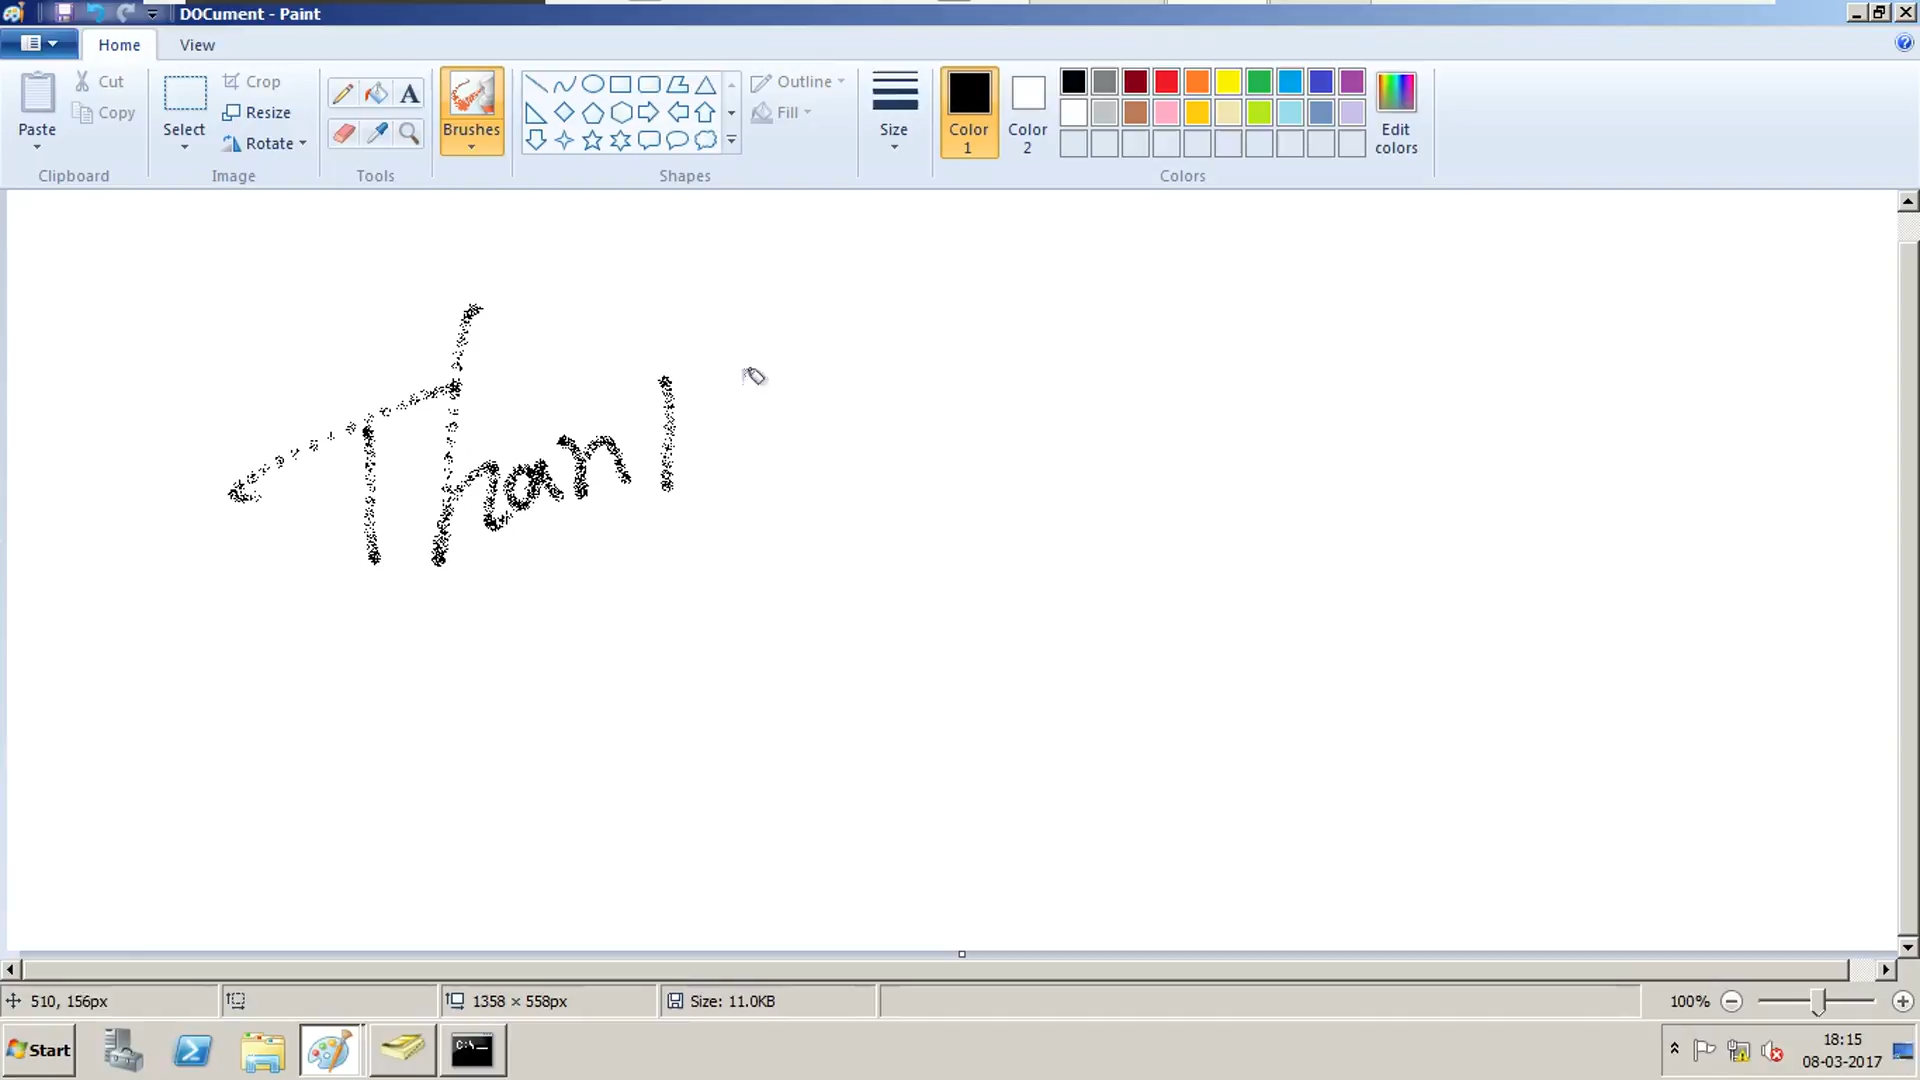 DOCument - Paint
Home View
Paste Cut Copy Clipboard
Select Crop Resize Rotate Image
A Tools
Brushes
Shapes
Outline Fill
Size
Color 1
Color 2
Edit colors
Colors
Than
510, 156px 1358 × 558px Size: 11.0KB 100%
Start C:\ 18:15
08-03-2017